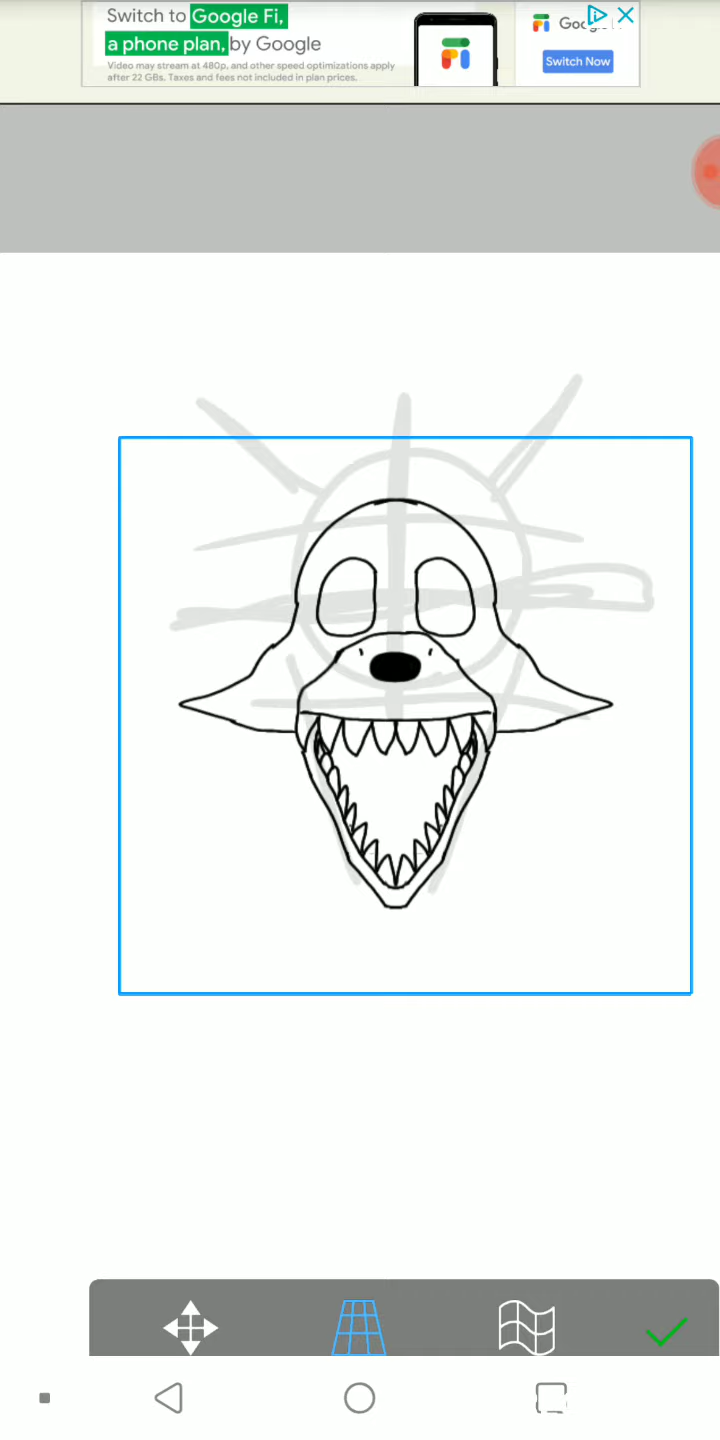 Switch to Google Fi,
a phone plan, by Google
Video may stream at 480p, and other speed optimizations apply
after 22 GBs. Taxes and fees not included in plan prices.
Switch Now